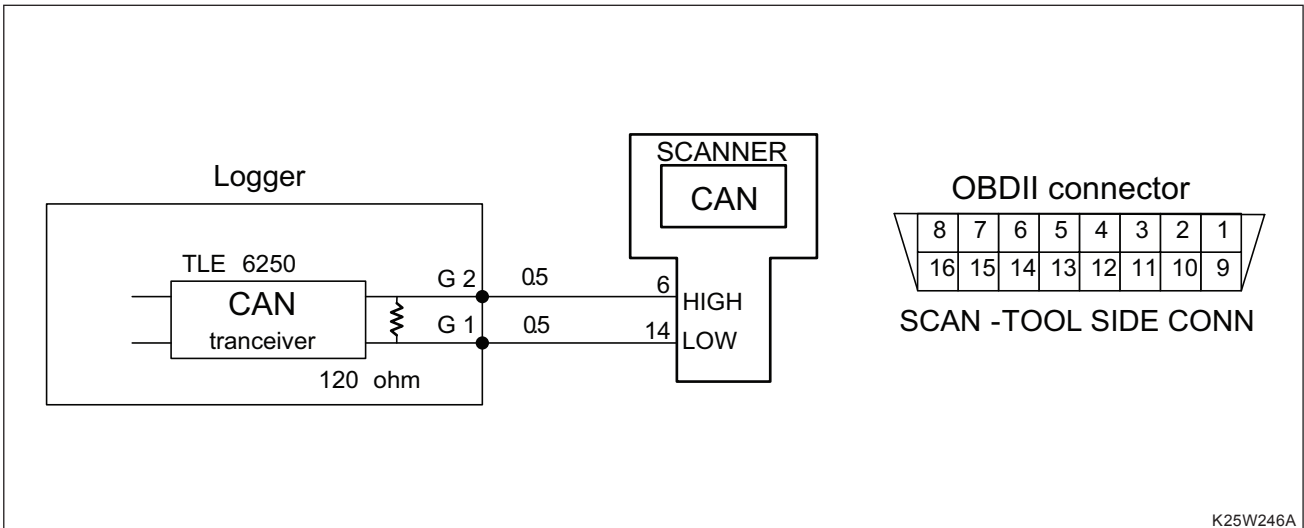 Logger
TLE 6250
CAN
tranceiver
120 ohm
G 2
G 1
0.5
0.5
6
14
SCANNER
CAN
HIGH
LOW
OBDII connector
8 7 6 5 4 3 2 1
16 15 14 13 12 11 10 9
SCAN -TOOL SIDE CONN
K25W246A